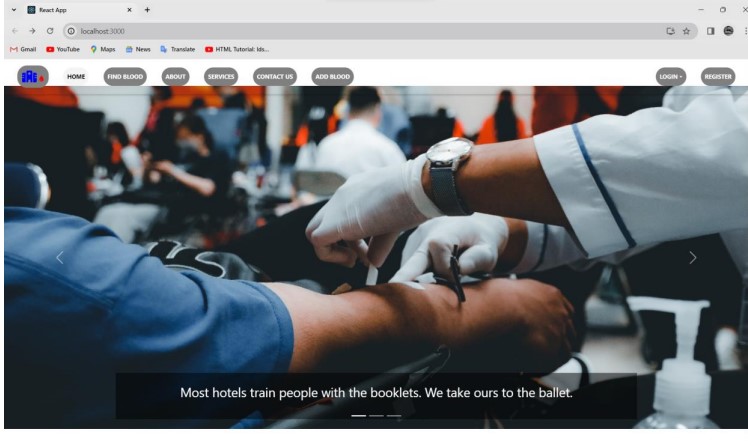 React App
localhost:3000
Gmail YouTube Maps News Translate HTML Tutorial: Ids...
HOME FIND BLOOD ABOUT SERVICES CONTACT US ADD BLOOD LOGIN REGISTER
Most hotels train people with the booklets. We take ours to the ballet.